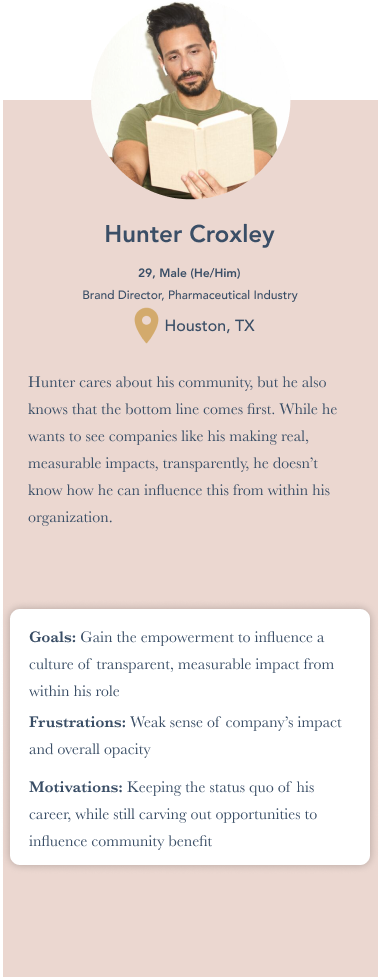 Hunter Croxley
29, Male (He/Him)
Brand Director, Pharmaceutical Industry
Houston, TX
Hunter cares about his community, but he also
knows that the bottom line comes first. While he
wants to see companies like his making real,
measurable impacts, transparently, he doesn’t
know how he can influence this from within his
organization.
Goals: Gain the empowerment to influence a
culture of transparent, measurable impact from
within his role
Frustrations: Weak sense of company’s impact
and overall opacity
Motivations: Keeping the status quo of his
career, while still carving out opportunities to
influence community benefit